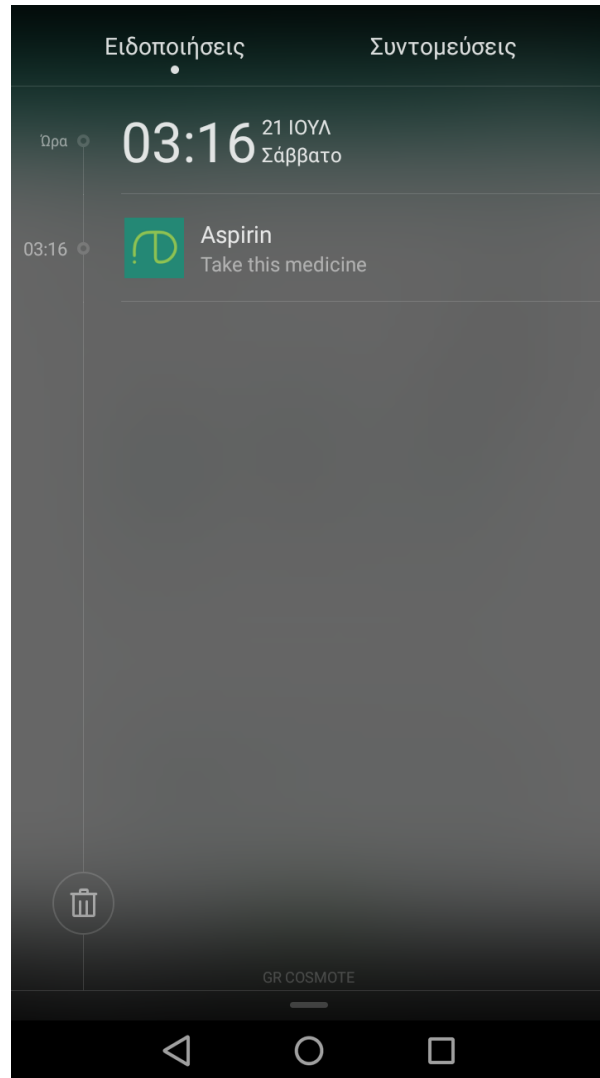 Ειδοποιήσεις Συντομεύσεις
Ώρα 03:16 21 ΙΟΥΛ
Σάββατο
03:16 Aspirin
Take this medicine
GR COSMOTE